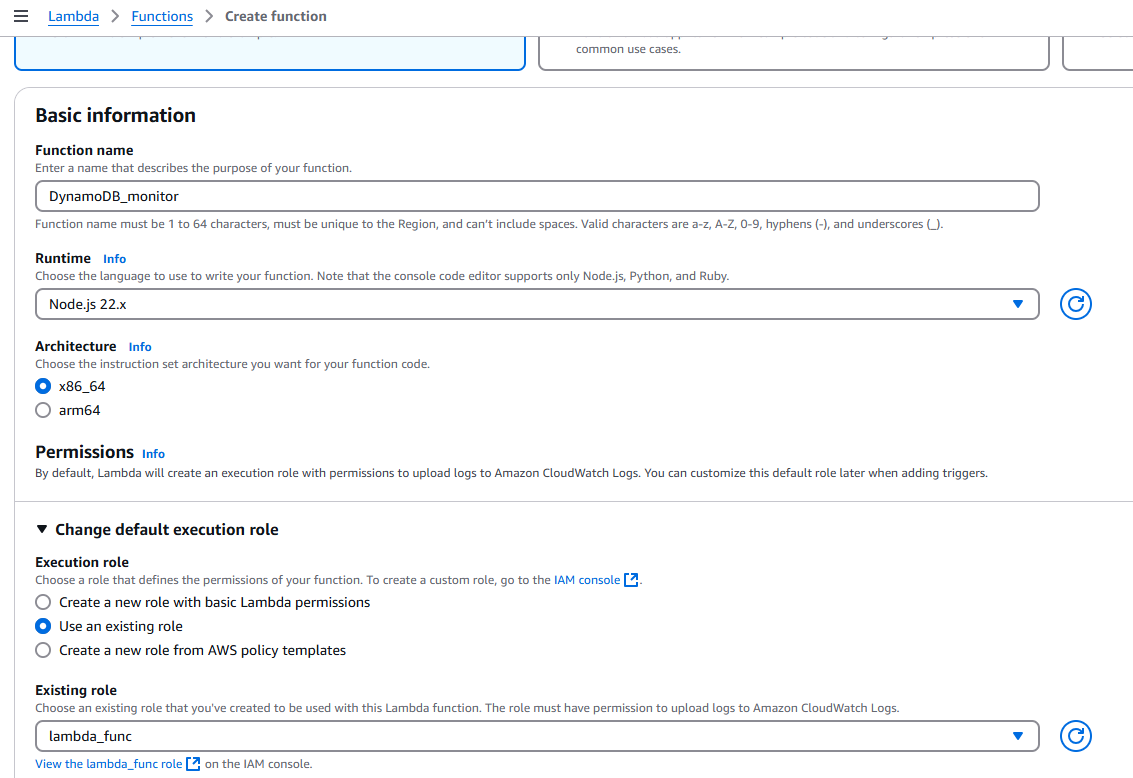 Lambda > Functions > Create function
common use cases.
Basic information
Function name
Enter a name that describes the purpose of your function.
DynamoDB_monitor
Function name must be 1 to 64 characters, must be unique to the Region, and can't include spaces. Valid characters are a-z, A-Z, 0-9, hyphens (-), and underscores (_).
Runtime Info
Choose the language to use to write your function. Note that the console code editor supports only Node.js, Python, and Ruby.
Node.js 22.x
Architecture Info
Choose the instruction set architecture you want for your function code.
x86_64
arm64
Permissions Info
By default, Lambda will create an execution role with permissions to upload logs to Amazon CloudWatch Logs. You can customize this default role later when adding triggers.
Change default execution role
Execution role
Choose a role that defines the permissions of your function. To create a custom role, go to the IAM console.
Create a new role with basic Lambda permissions
Use an existing role
Create a new role from AWS policy templates
Existing role
Choose an existing role that you've created to be used with this Lambda function. The role must have permission to upload logs to Amazon CloudWatch Logs.
lambda_func
View the lambda_func role on the IAM console.